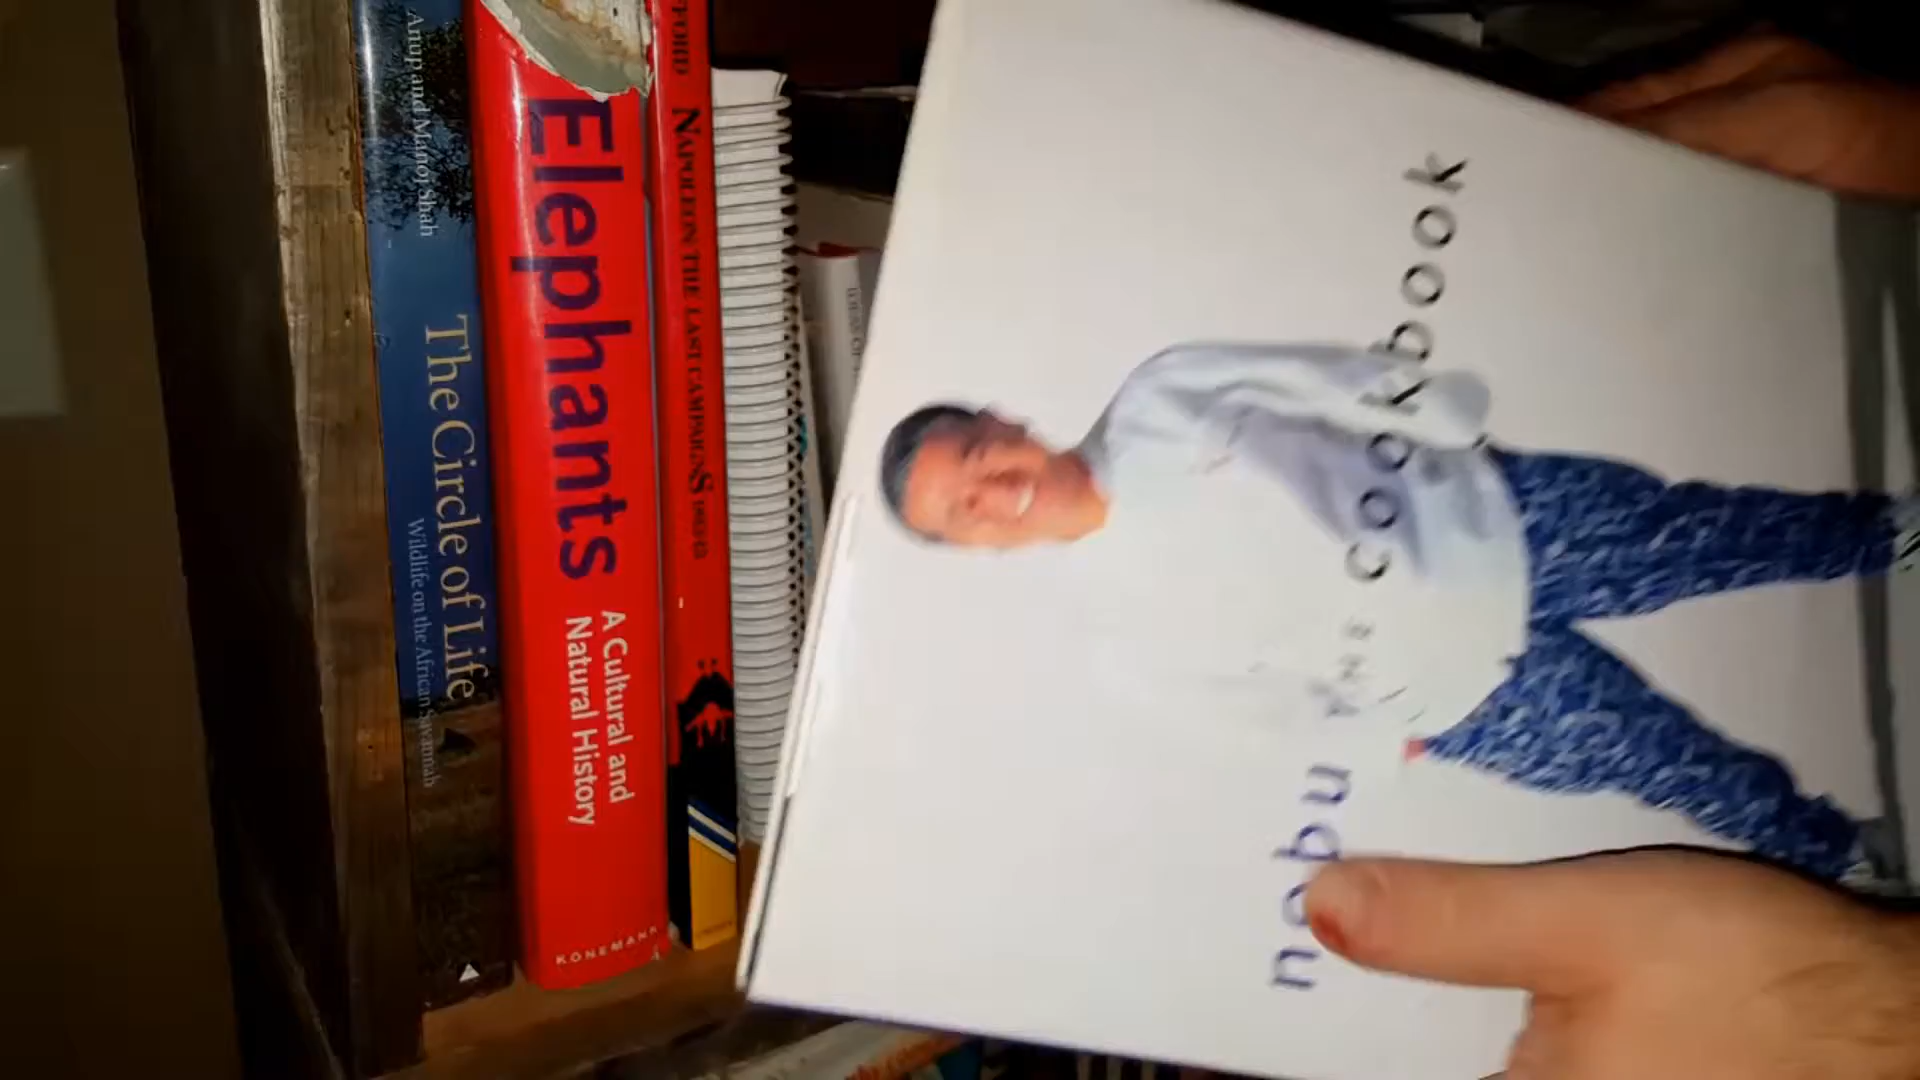 Anup and Manoj Shah
The Circle of Life
Wildlife on the African Savannah
Elephants
A Cultural and
Natural History
KONEMANN
NAPOLEON THE LAST CAMPAIGNS 1813-15
nobu the cookbook